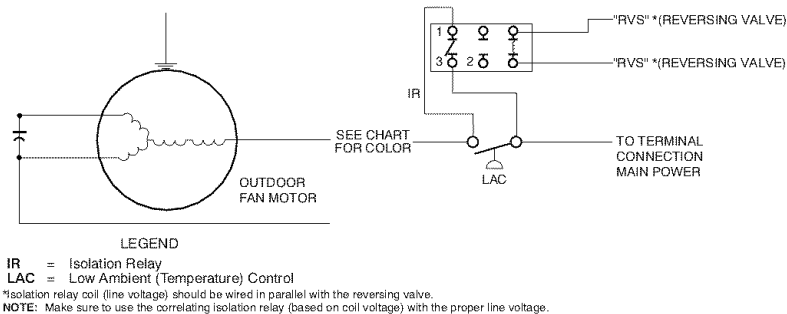 "RVS" *(REVERSING VALVE)
1
3 2
"RVS" *(REVERSING VALVE)
IR
SEE CHART
FOR COLOR
TO TERMINAL
CONNECTION
MAIN POWER
LAC
OUTDOOR
FAN MOTOR
LEGEND
IR = Isolation Relay
LAC = Low Ambient (Temperature) Control
*Isolation relay coil (line voltage) should be wired in parallel with the reversing valve.
NOTE: Make sure to use the correlating isolation relay (based on coil voltage) with the proper line voltage.